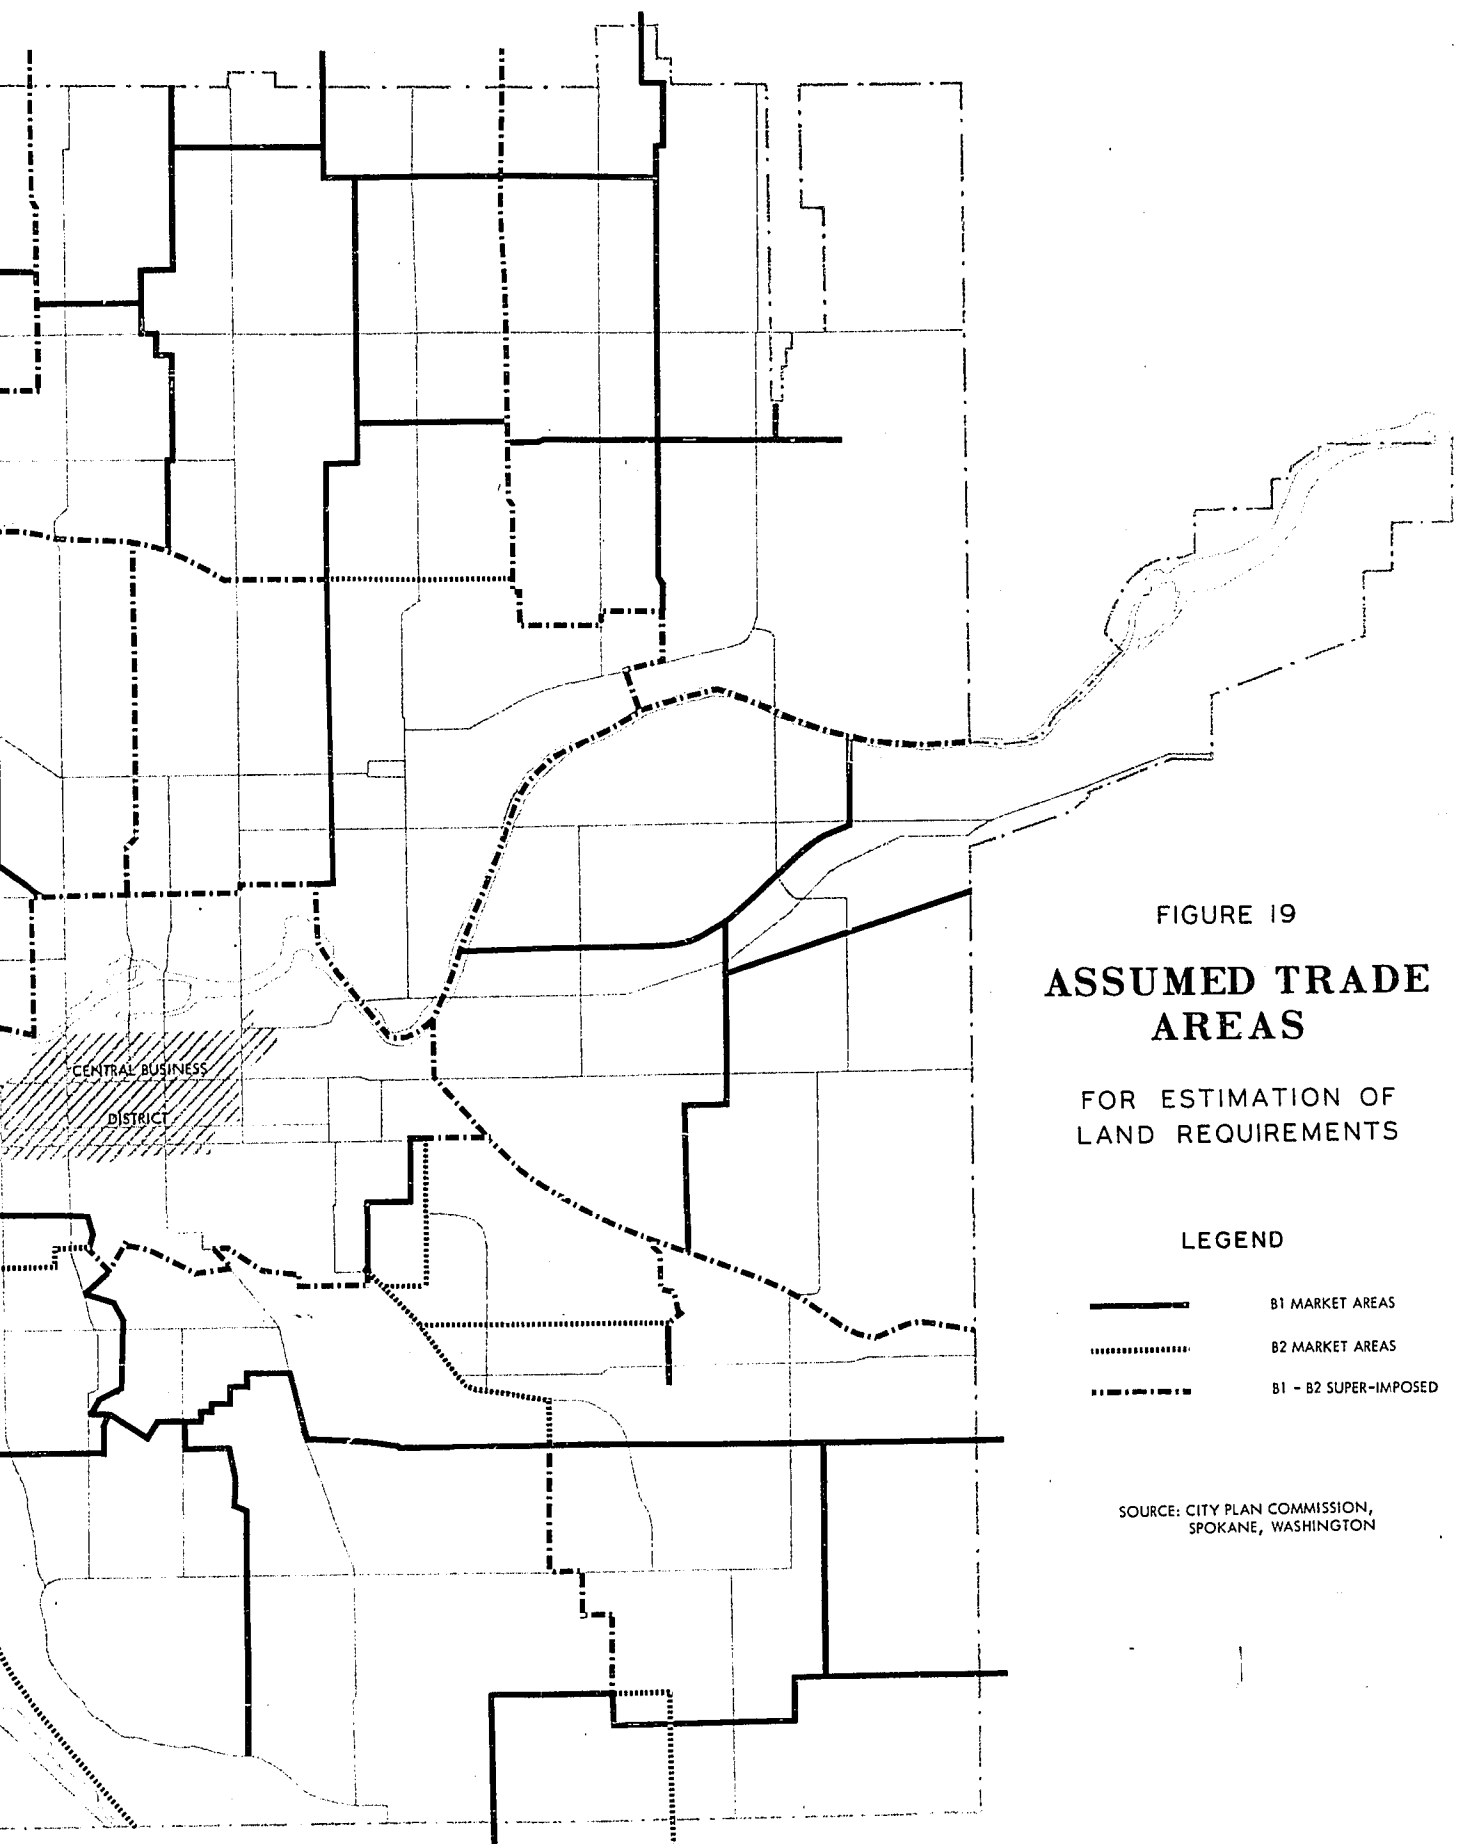 CENTRAL BUSINESS
DISTRICT
FIGURE 19
ASSUMED TRADE
AREAS
FOR ESTIMATION OF
LAND REQUIREMENTS
LEGEND
B1 MARKET AREAS
B2 MARKET AREAS
B1 - B2 SUPER-IMPOSED
SOURCE: CITY PLAN COMMISSION,
SPOKANE, WASHINGTON